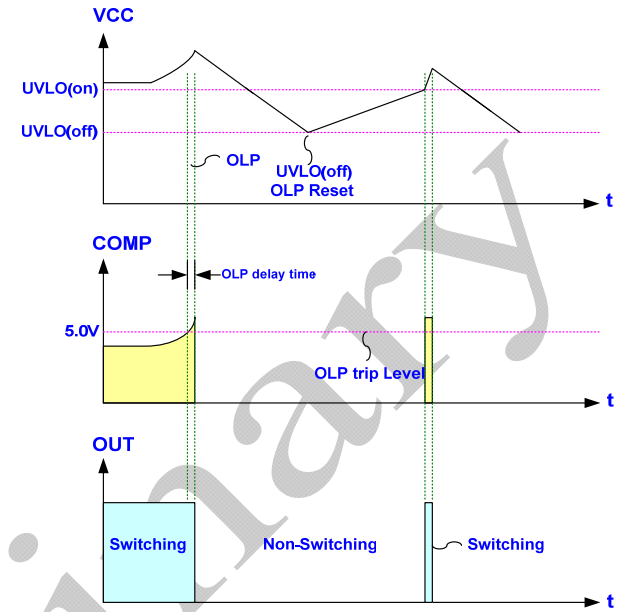 VCC
UVLO(on)
UVLO(off)
OLP
UVLO(off)
OLP Reset
t
COMP
OLP delay time
5.0V
OLP trip Level
t
OUT
Switching
Non-Switching
Switching
t
inary